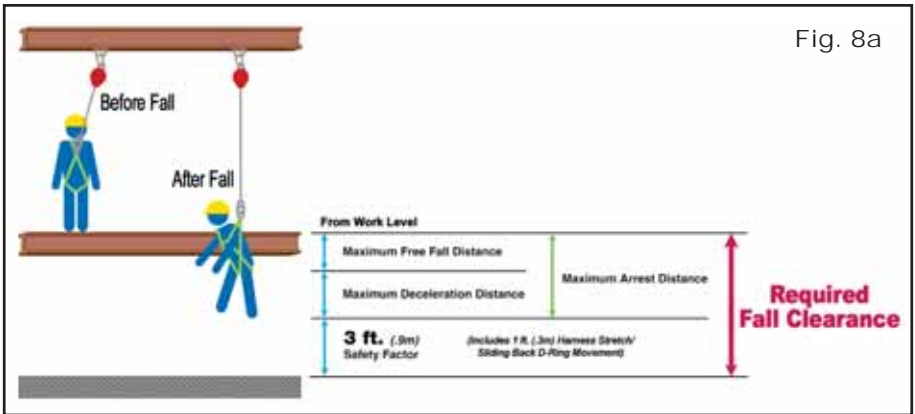 Fig. 8a
Before Fall
After Fall
From Work Level
Maximum Free Fall Distance
Maximum Arrest Distance
Maximum Deceleration Distance
Required
Fall Clearance
3 ft. (.9m)
Safety Factor
(Includes 1 ft. (.3m) Harness Stretch/
Sliding Back D-Ring Movement)